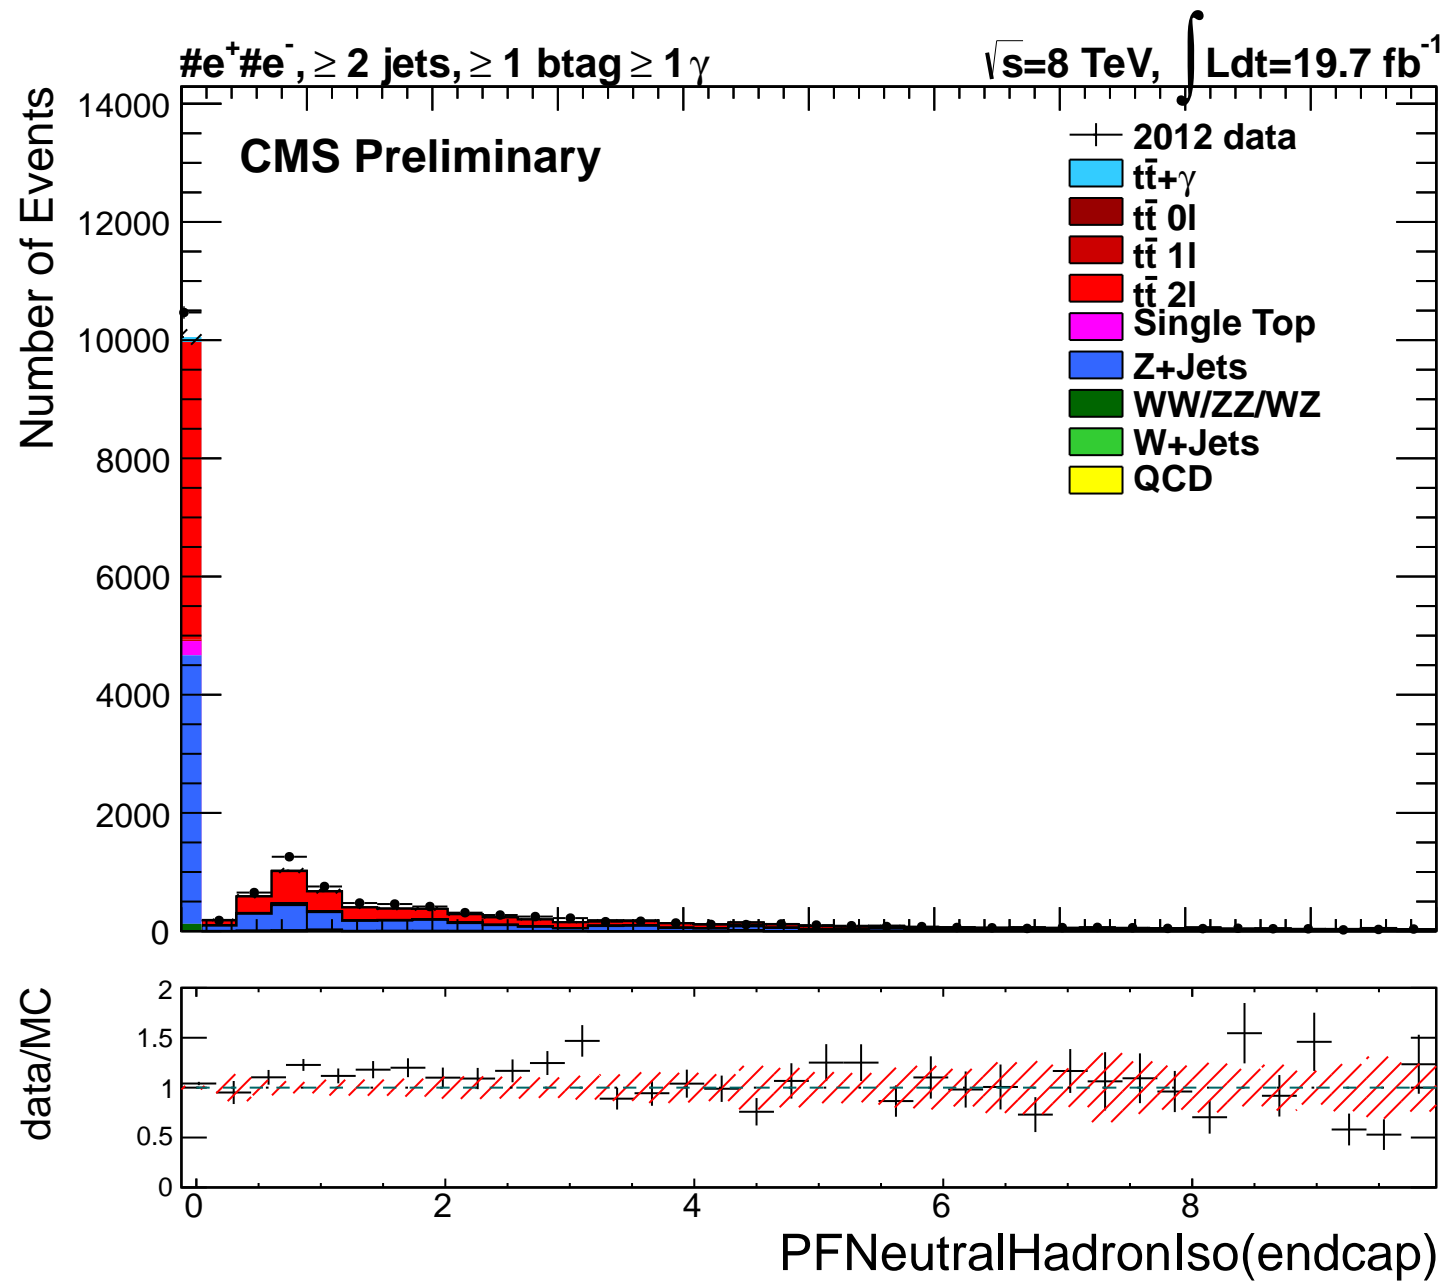 #e⁺#e⁻, ≥ 2 jets, ≥ 1 btag ≥ 1 γ
√s=8 TeV, ∫ Ldt=19.7 fb⁻¹
CMS Preliminary
2012 data
tt̄+γ
tt̄ 0l
tt̄ 1l
tt̄ 2l
Single Top
Z+Jets
WW/ZZ/WZ
W+Jets
QCD
Number of Events
14000
12000
10000
8000
6000
4000
2000
0
data/MC
2
1.5
1
0.5
0
0 2 4 6 8
PFNeutralHadronIso(endcap)